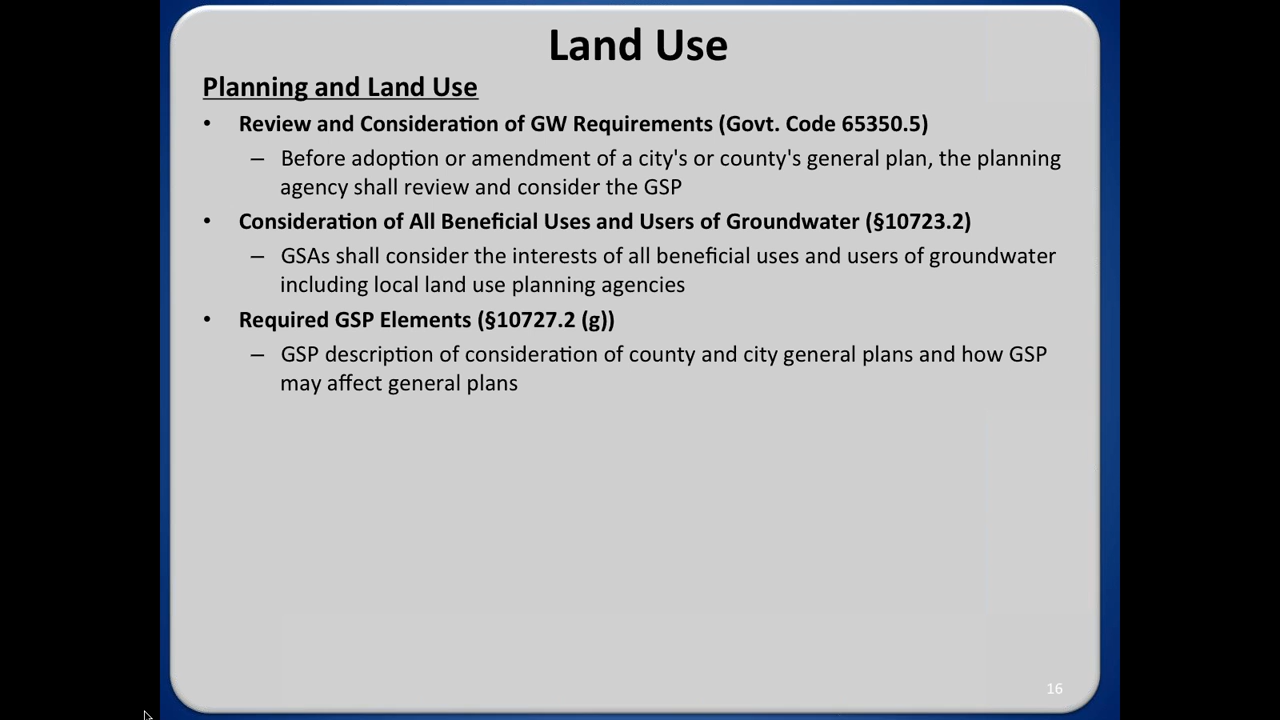 Land Use
Planning and Land Use
• Review and Consideration of GW Requirements (Govt. Code 65350.5)
– Before adoption or amendment of a city's or county's general plan, the planning
agency shall review and consider the GSP
• Consideration of All Beneficial Uses and Users of Groundwater (§10723.2)
– GSAs shall consider the interests of all beneficial uses and users of groundwater
including local land use planning agencies
• Required GSP Elements (§10727.2 (g))
– GSP description of consideration of county and city general plans and how GSP
may affect general plans
16